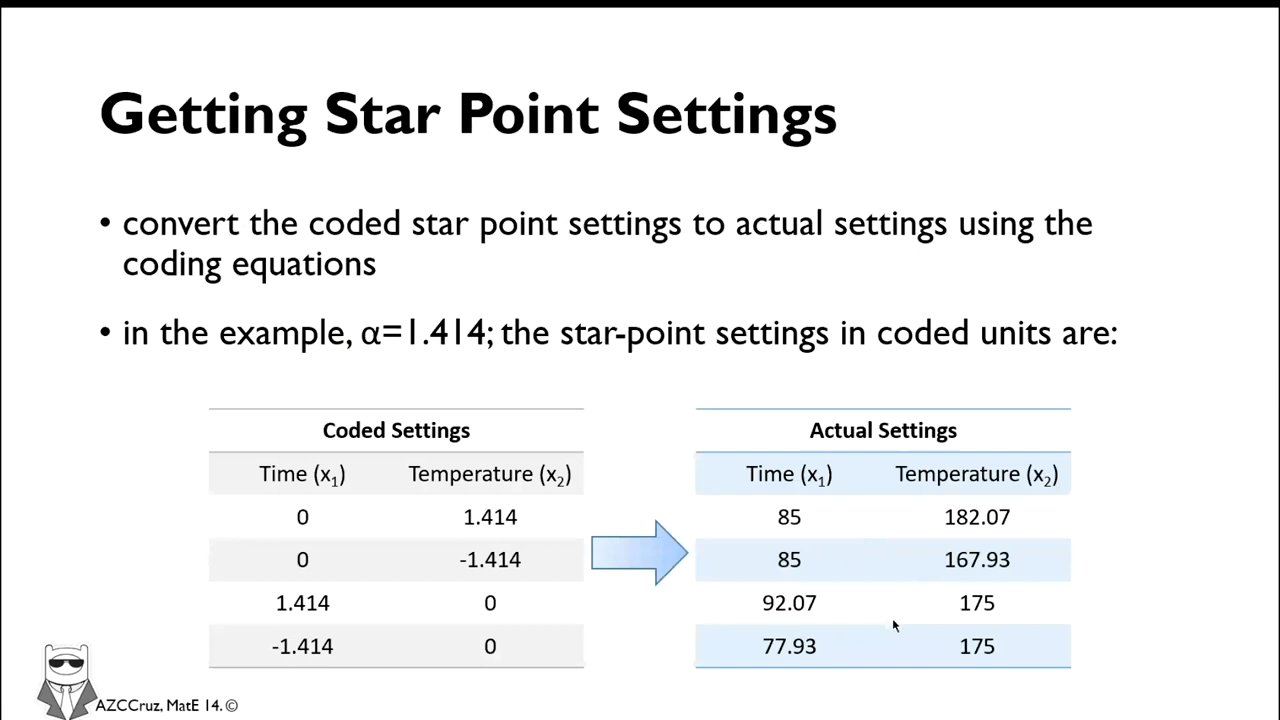 Getting Star Point Settings
• convert the coded star point settings to actual settings using the
coding equations
• in the example, α=1.414; the star-point settings in coded units are:
Coded Settings
Time (x₁) Temperature (x₂)
0 1.414
0 -1.414
1.414 0
-1.414 0
Actual Settings
Time (x₁) Temperature (x₂)
85 182.07
85 167.93
92.07 175
77.93 175
AZCCruz, MatE 14. ©